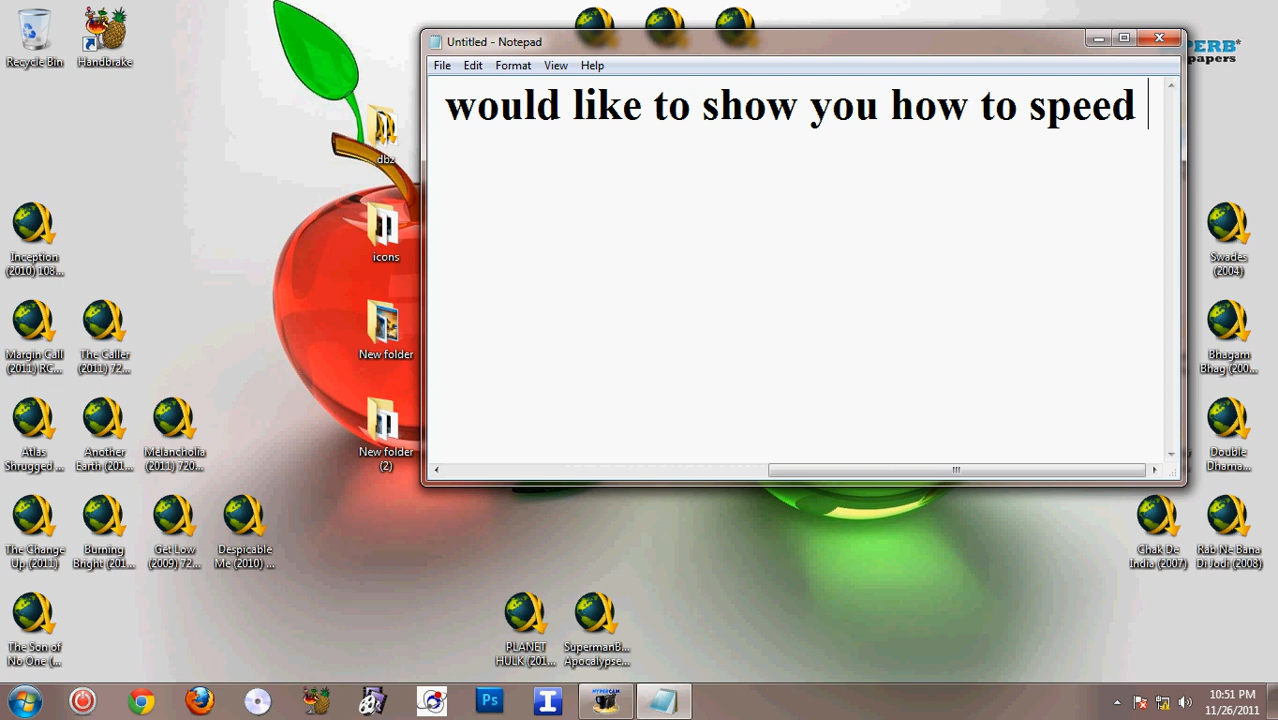 Recycle Bin
Handbrake
Untitled - Notepad
PERB®
papers
File Edit Format View Help
would like to show you how to speed
dbz
icons
New folder
New folder
(2)
Inception
(2010) 108...
Swades
(2004)
Margin Call
(2011) RC...
The Caller
(2011) 72...
Bhagam
Bhag (200...
Atlas
Shrugged ...
Another
Earth (201...
Melancholia
(2011) 720...
Double
Dhama...
The Change
Up (2011)
Burning
Bright (201...
Get Low
(2009) 72...
Despicable
Me (2010) ...
Chak De
India (2007)
Rab Ne Bana
Di Jodi (2008)
The Son of
No One (...
PLANET
HULK (201...
SupermanB...
Apocalypse...
Ps
I
HYPERCAM
10:51 PM
11/26/2011